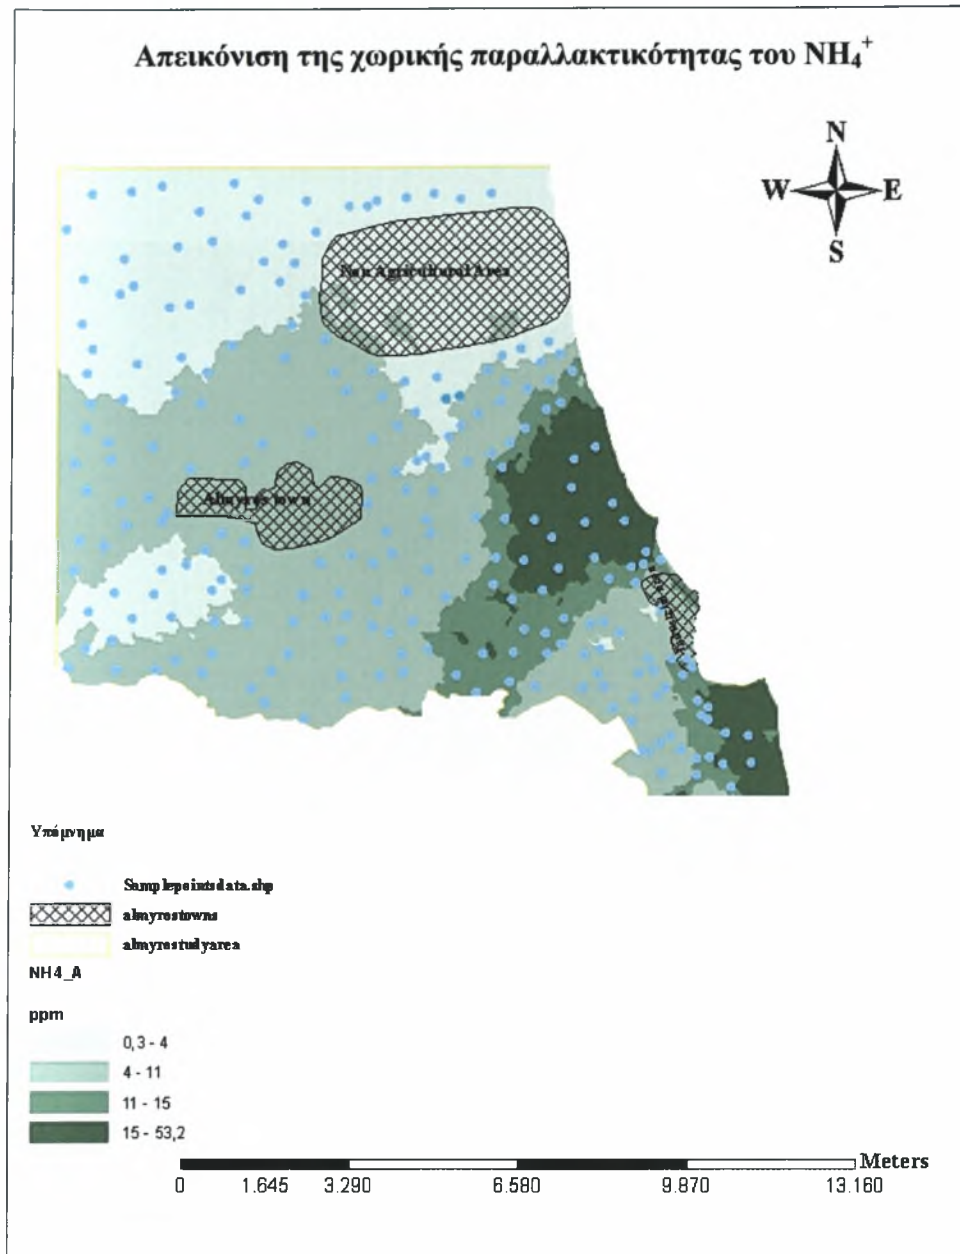 Απεικόνιση της χωρικής παραλλακτικότητας του NH₄⁺
N
W E
S
Non Agricultural Area
Almyros town
Υπόμνημα
Samplepointsdata.shp
almyrostowns
almyrostudyarea
NH4_A
ppm
0,3 - 4
4 - 11
11 - 15
15 - 53,2
Meters
0 1.645 3.290 6.580 9.870 13.160